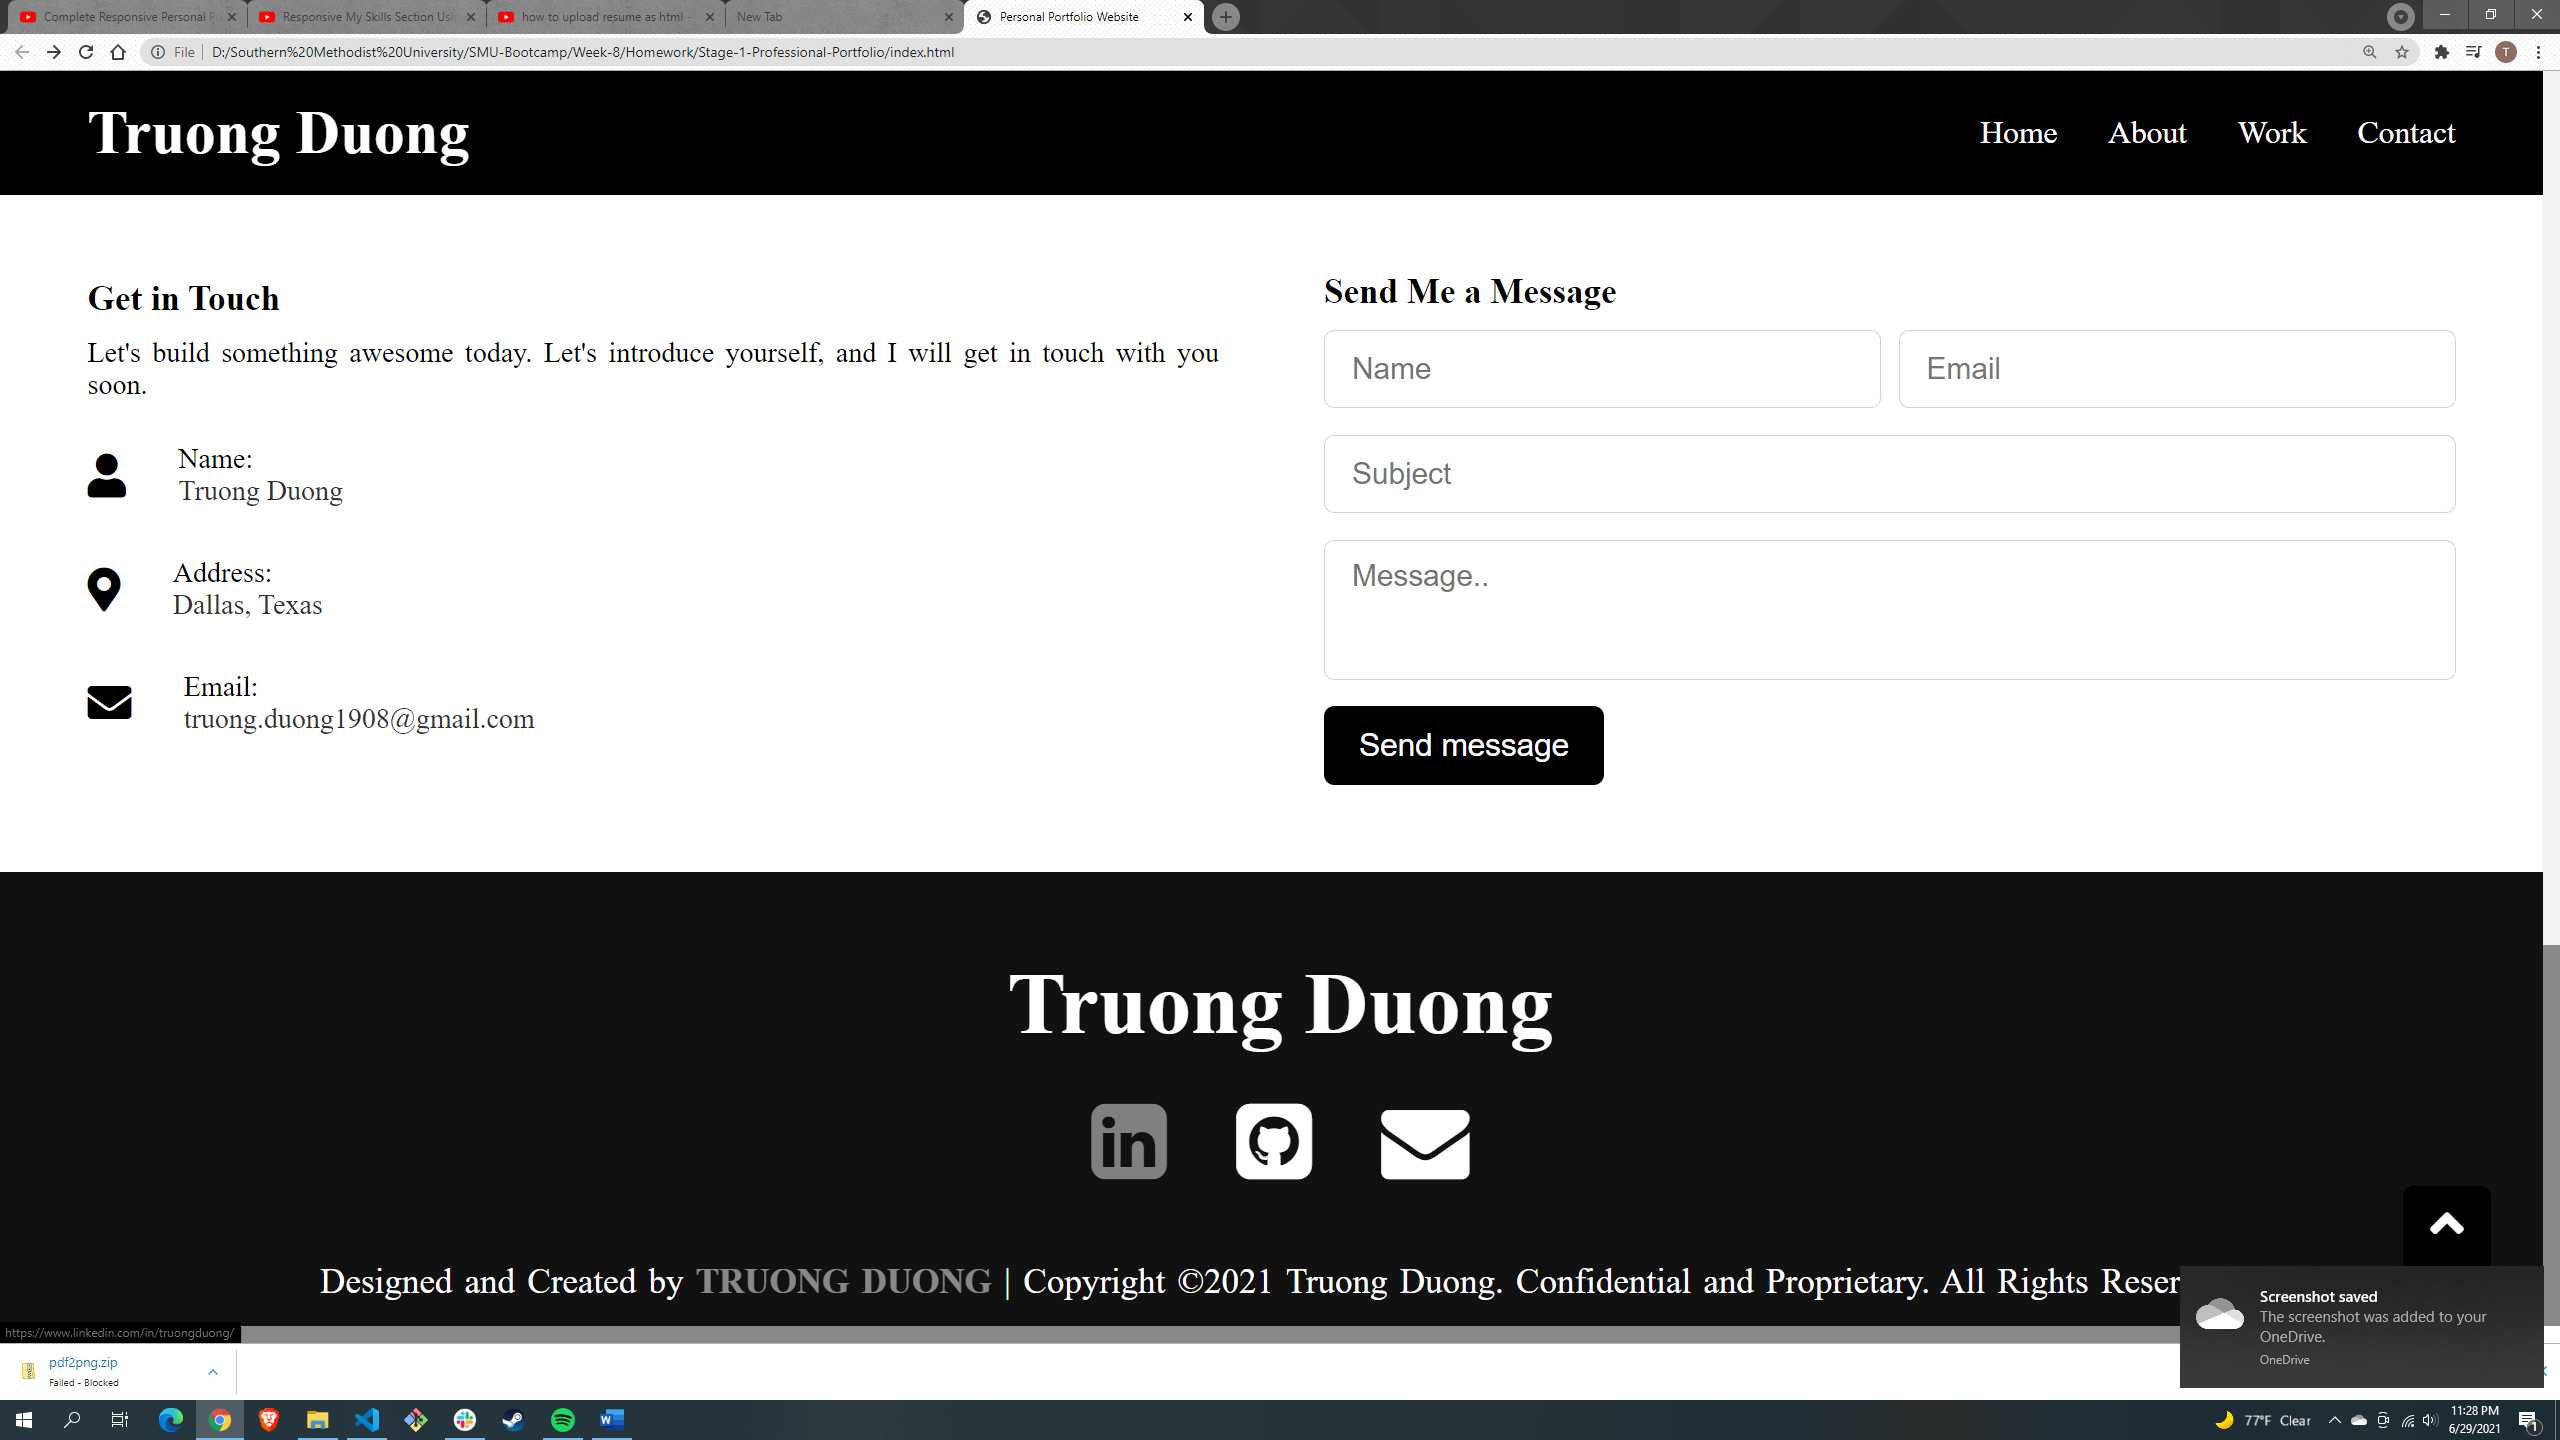 Complete Responsive Personal P
Responsive My Skills Section Usin
how to upload resume as html -
New Tab
Personal Portfolio Website
File
D:/Southern%20Methodist%20University/SMU-Bootcamp/Week-8/Homework/Stage-1-Professional-Portfolio/index.html
T
Truong Duong
Home
About
Work
Contact
Get in Touch
Let's build something awesome today. Let's introduce yourself, and I will get in touch with you
soon.
Name:
Truong Duong
Address:
Dallas, Texas
Email:
truong.duong1908@gmail.com
Send Me a Message
Name
Email
Subject
Message..
Send message
Truong Duong
in
Designed and Created by TRUONG DUONG | Copyright ©2021 Truong Duong. Confidential and Proprietary. All Rights Reser
https://www.linkedin.com/in/truongduong/
Screenshot saved
The screenshot was added to your
OneDrive.
OneDrive
pdf2png.zip
Failed - Blocked
77°F Clear
11:28 PM
6/29/2021
1